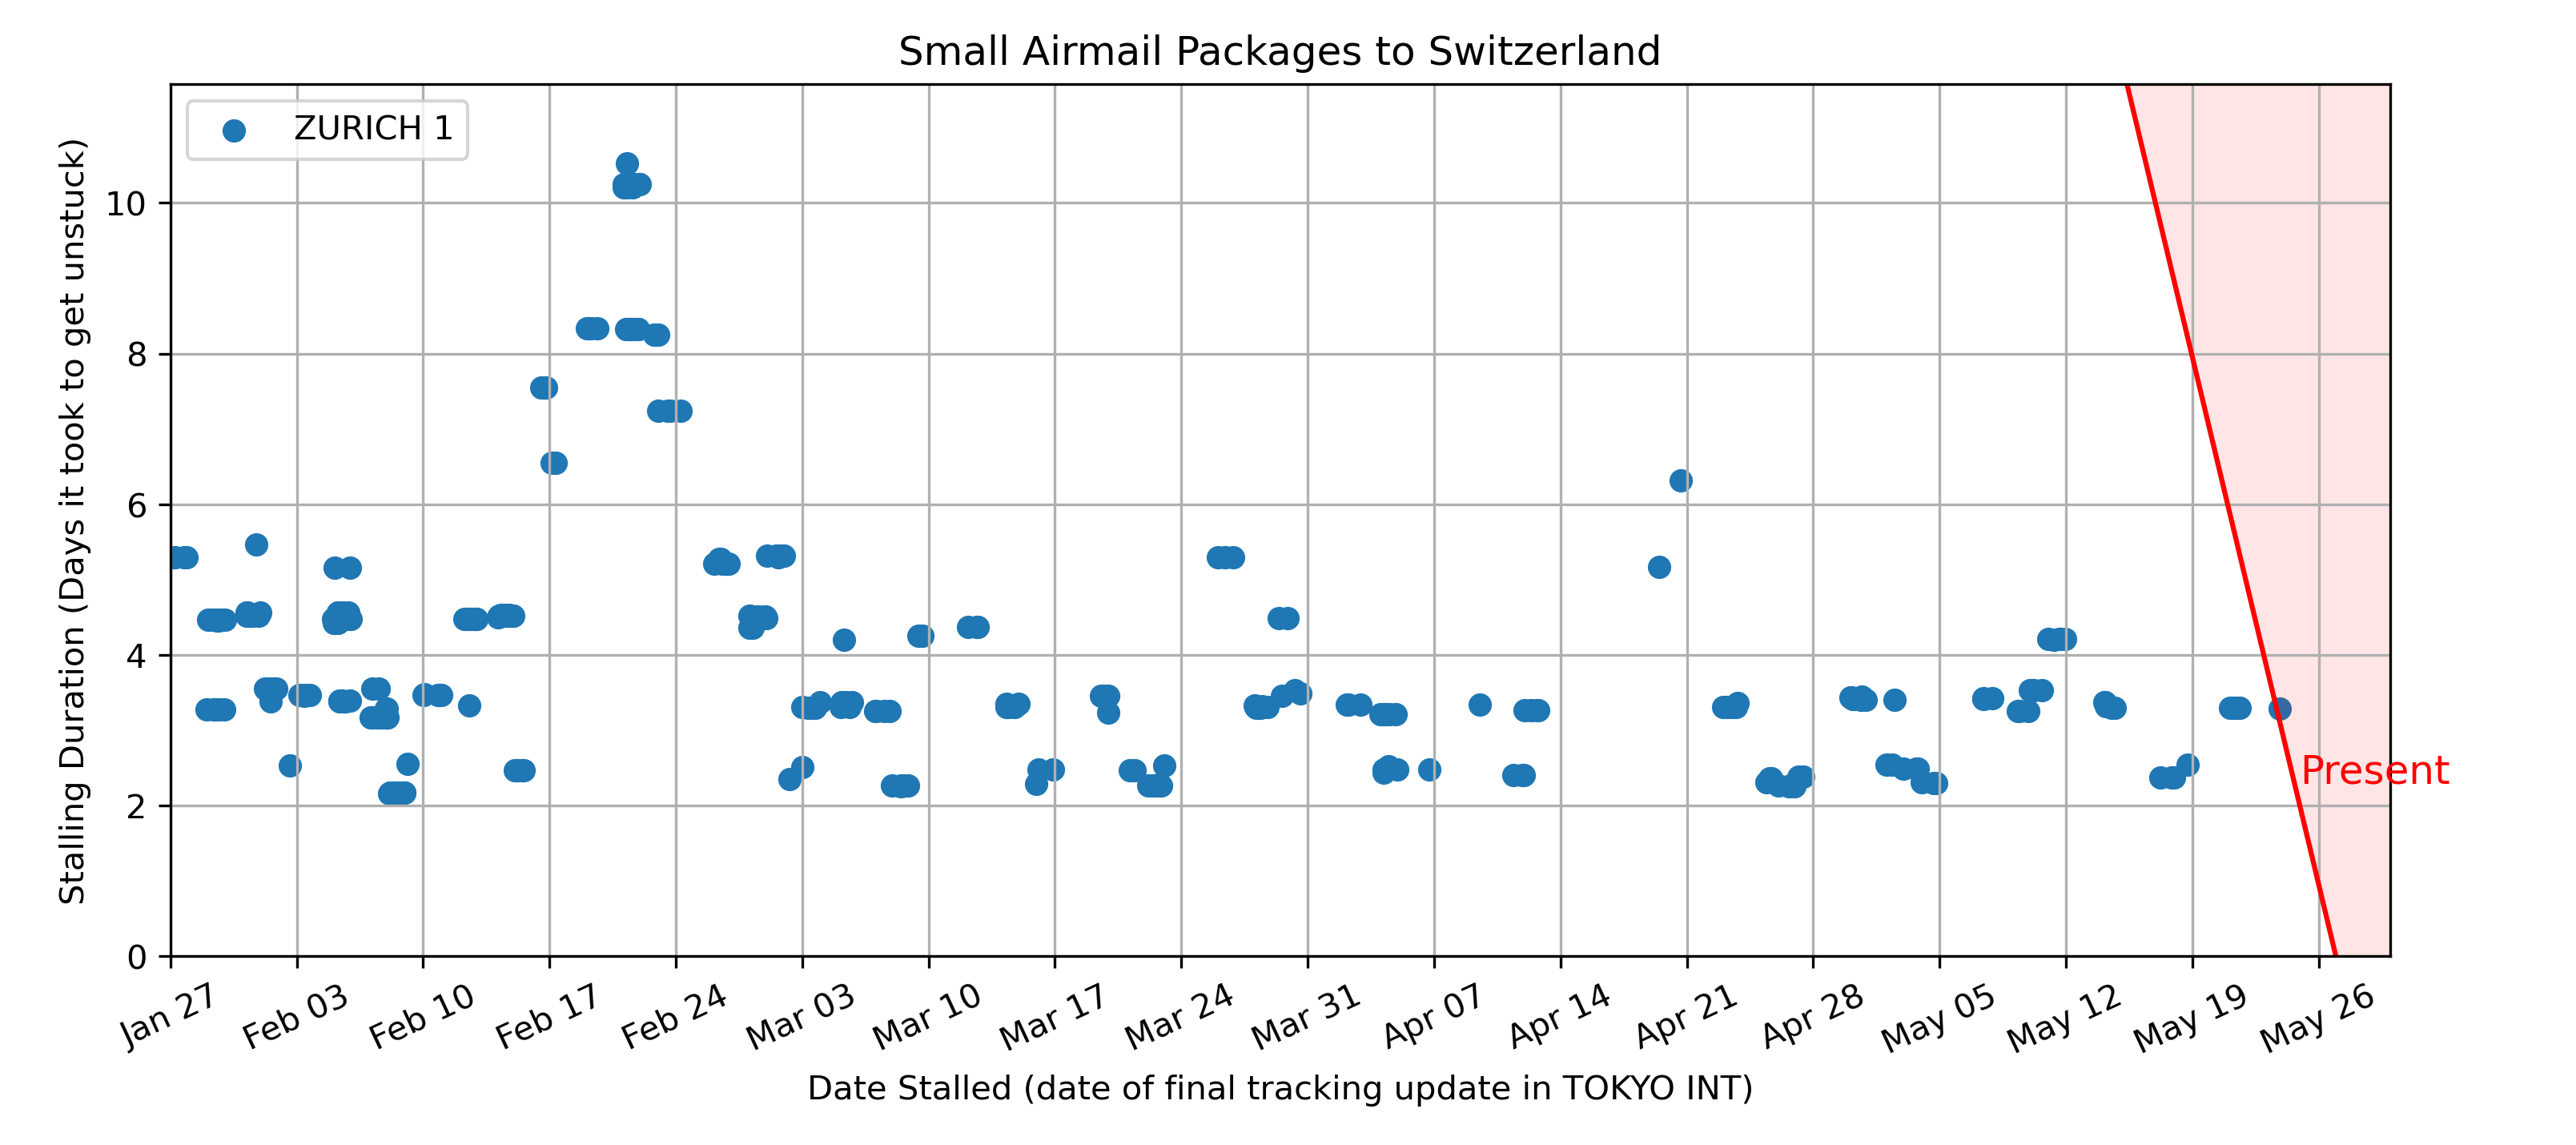 Small Airmail Packages to Switzerland
ZURICH 1
Stalling Duration (Days it took to get unstuck)
10
8
6
4
2
0
Present
Jan 27
Feb 03
Feb 10
Feb 17
Feb 24
Mar 03
Mar 10
Mar 17
Mar 24
Mar 31
Apr 07
Apr 14
Apr 21
Apr 28
May 05
May 12
May 19
May 26
Date Stalled (date of final tracking update in TOKYO INT)